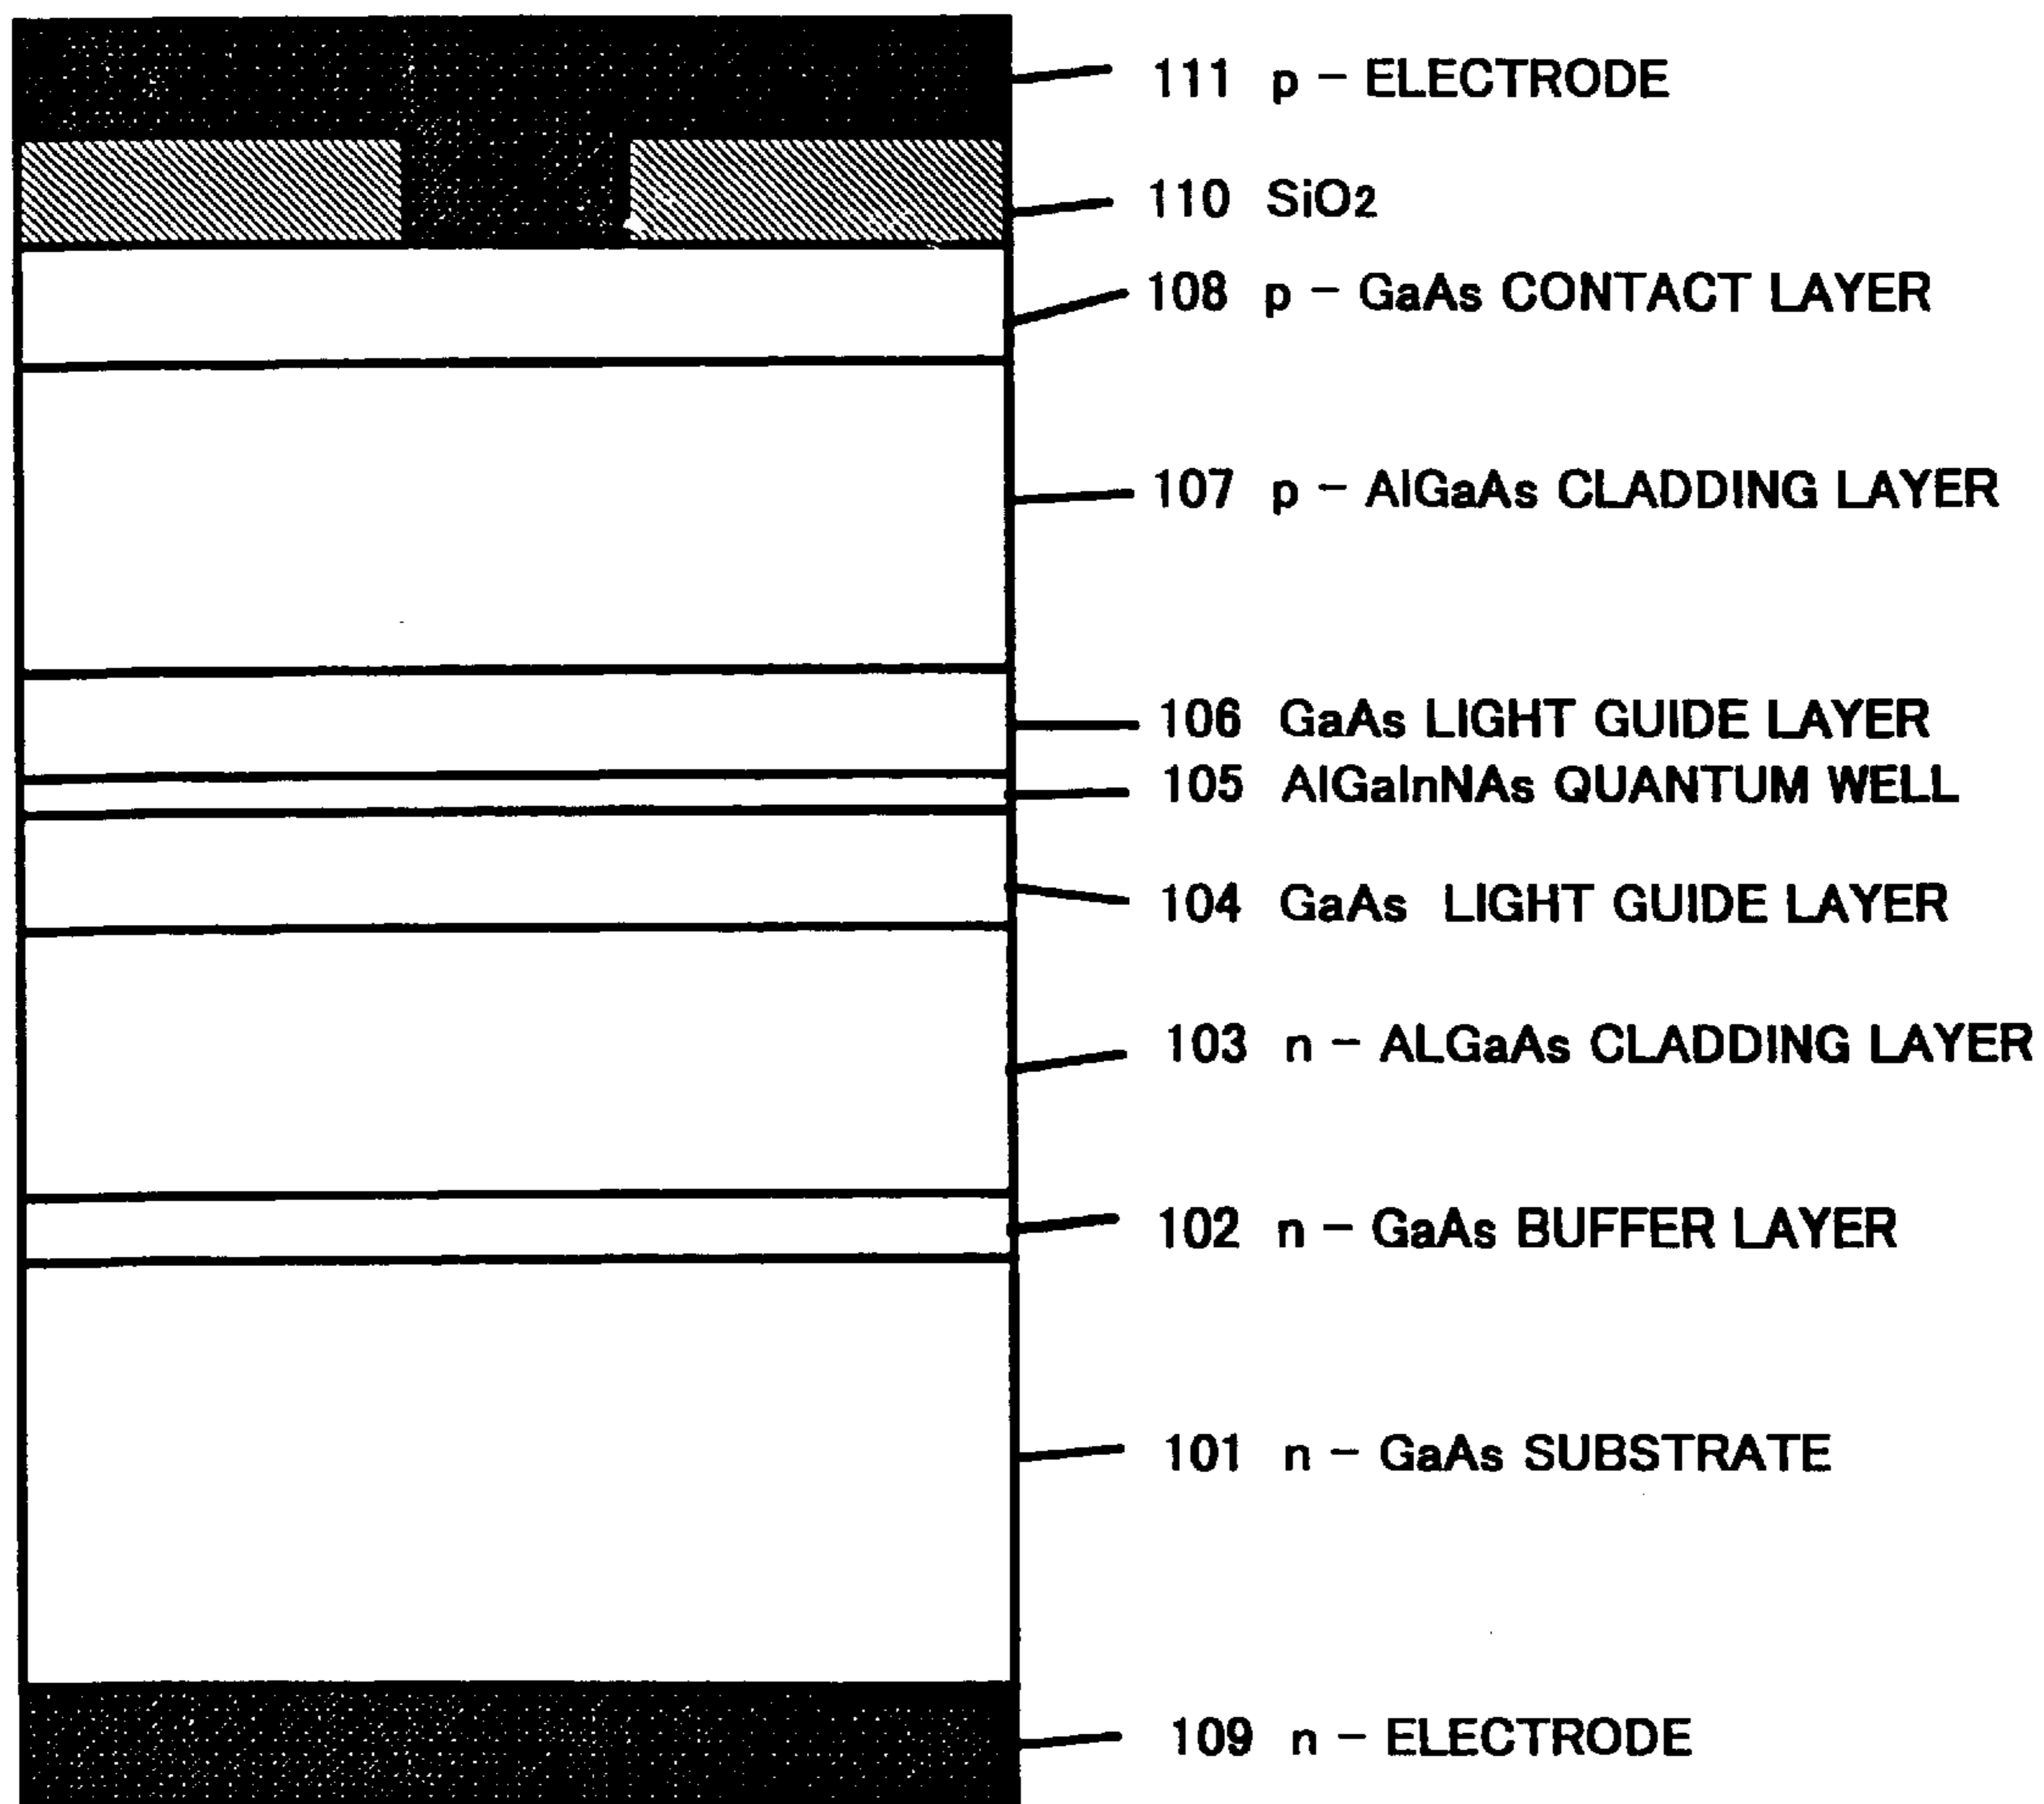 111 p - ELECTRODE
110 SiO2
108 p - GaAs CONTACT LAYER
107 p - AlGaAs CLADDING LAYER
106 GaAs LIGHT GUIDE LAYER
105 AlGaInNAs QUANTUM WELL
104 GaAs LIGHT GUIDE LAYER
103 n - ALGaAs CLADDING LAYER
102 n - GaAs BUFFER LAYER
101 n - GaAs SUBSTRATE
109 n - ELECTRODE